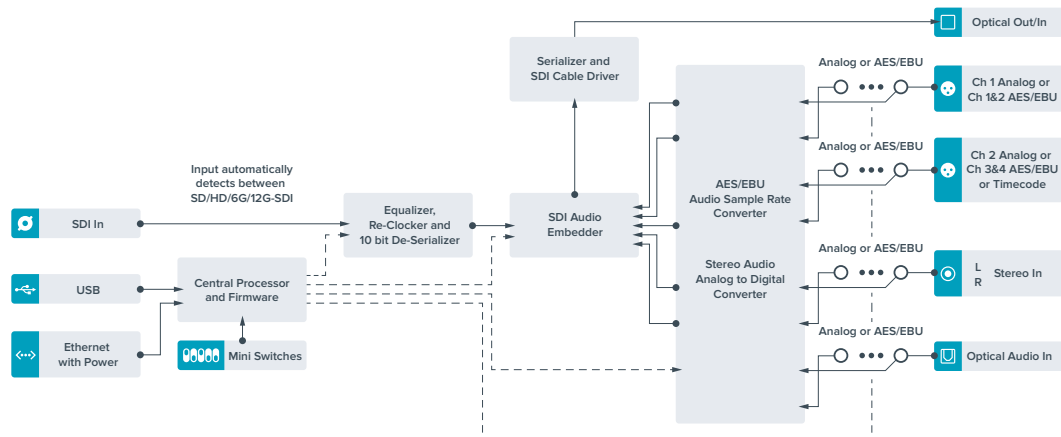 Optical Out/In
Serializer and
SDI Cable Driver
Analog or AES/EBU
Ch 1 Analog or
Ch 1&2 AES/EBU
Input automatically
detects between
SD/HD/6G/12G-SDI
Analog or AES/EBU
Ch 2 Analog or
Ch 3&4 AES/EBU
or Timecode
AES/EBU
Audio Sample Rate
Converter
SDI In
Equalizer,
Re-Clocker and
10 bit De-Serializer
SDI Audio
Embedder
Analog or AES/EBU
Stereo Audio
Analog to Digital
Converter
L
R
Stereo In
USB
Central Processor
and Firmware
Analog or AES/EBU
Ethernet
with Power
Mini Switches
Optical Audio In